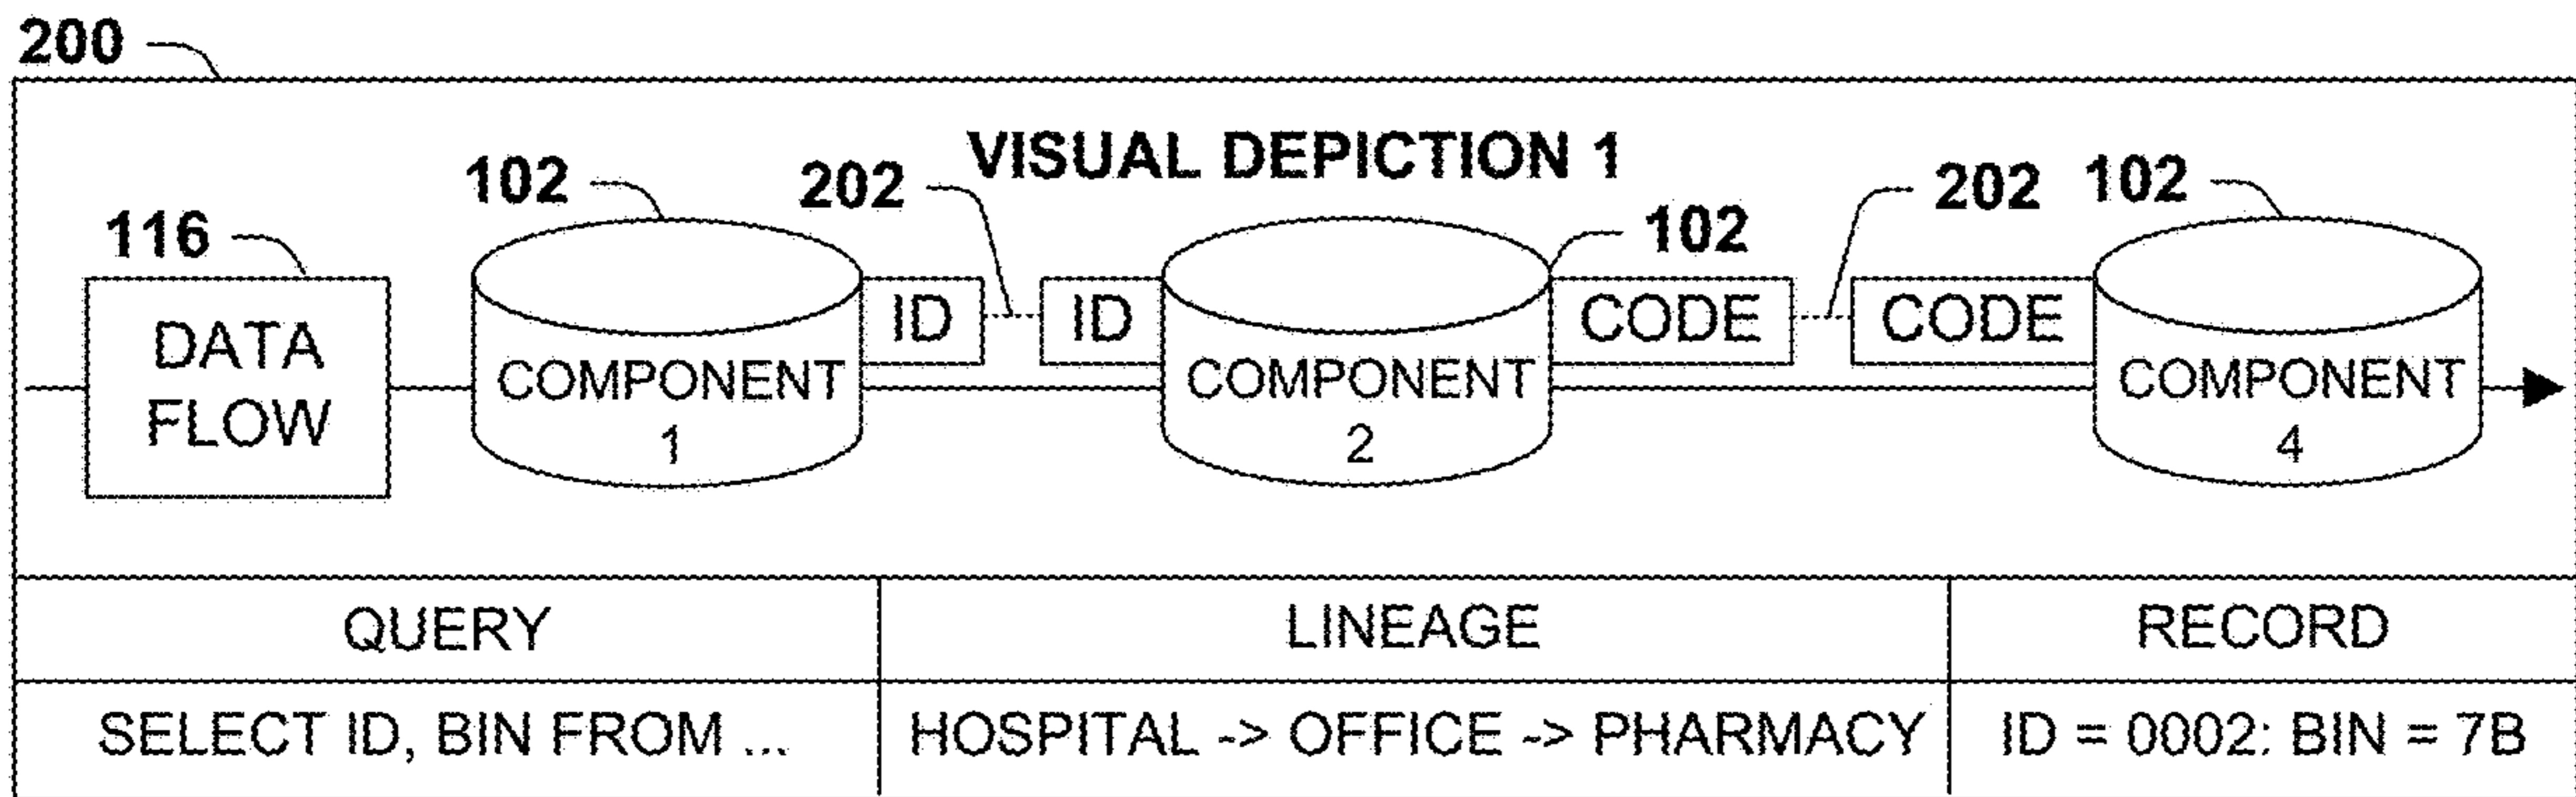 200
VISUAL DEPICTION 1
102
202
202
102
116
102
DATA
FLOW
ID
ID
CODE
CODE
COMPONENT
1
COMPONENT
2
COMPONENT
4
QUERY
LINEAGE
RECORD
SELECT ID, BIN FROM ...
HOSPITAL -> OFFICE -> PHARMACY
ID = 0002: BIN = 7B